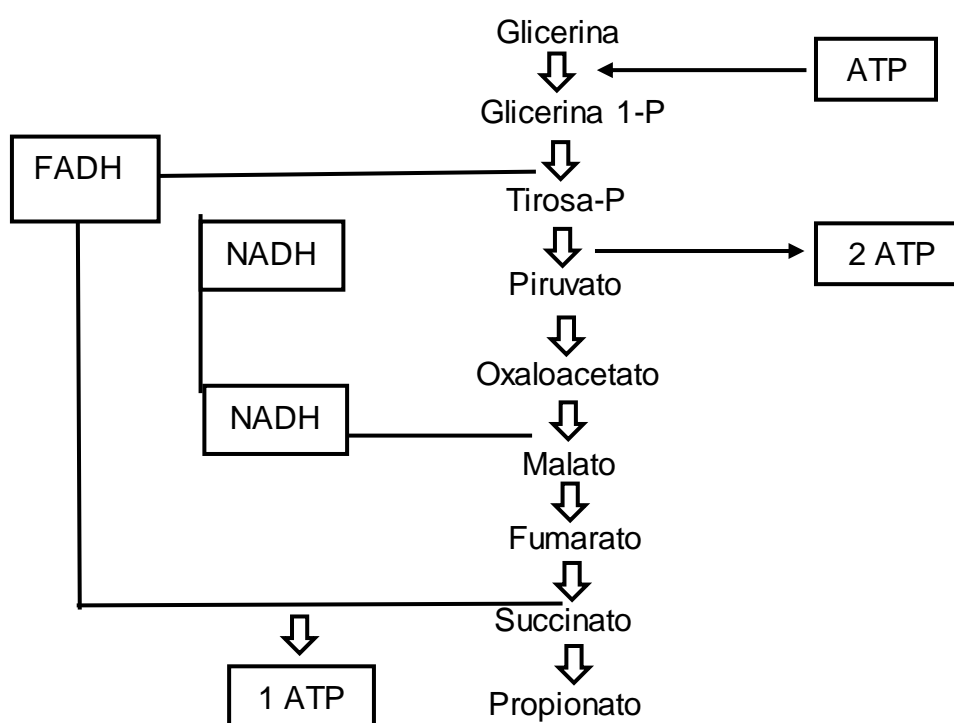 Glicerina
ATP
Glicerina 1-P
FADH
Tirosa-P
NADH
2 ATP
Piruvato
Oxaloacetato
NADH
Malato
Fumarato
Succinato
1 ATP
Propionato